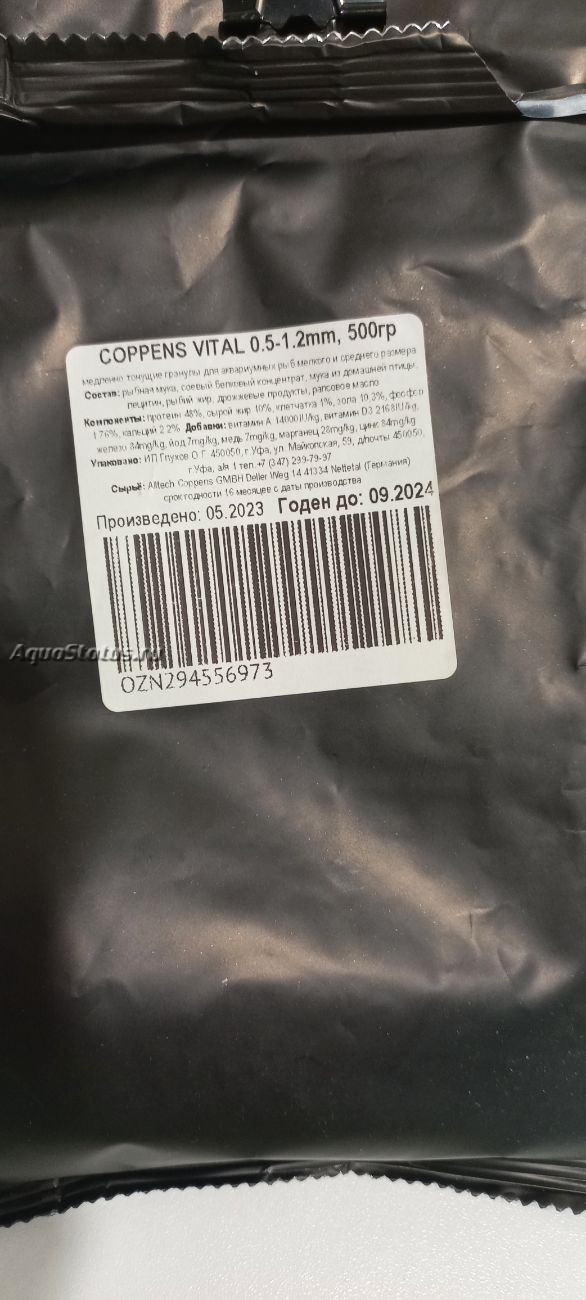 COPPENS VITAL 0.5-1.2mm, 500гр
медленно тонущие гранулы для аквариумных рыб мелкого и среднего размера
Состав: рыбная мука, соевый белковый концентрат, мука из домашней птицы,
лецитин, рыбий жир, дрожжевые продукты, рапсовое масло
Компоненты: протеин 48%, сырой жир 10%, клетчатка 1%, зола 10.3%, фосфор
1.76%, кальций 2.2% Добавки: витамин А 14000IU/kg, витамин D3 2168IU/kg,
железо 84mg/kg, йод 7mg/kg, медь 7mg/kg, марганец 28mg/kg, цинк 84mg/kg
Упаковано: ИП Глухов О.Г. 450050, г.Уфа, ул. Майкопская, 59, д/почты 450050,
г.Уфа, а/я 1 тел.+7 (347) 239-79-97
Сырьё: Alltech Coppens GMBH Deller Weg 14 41334 Nettetal (Германия)
срок годности 16 месяцев с даты производства
Произведено: 05.2023 Годен до: 09.2024
AquaStatus.ru
OZN294556973